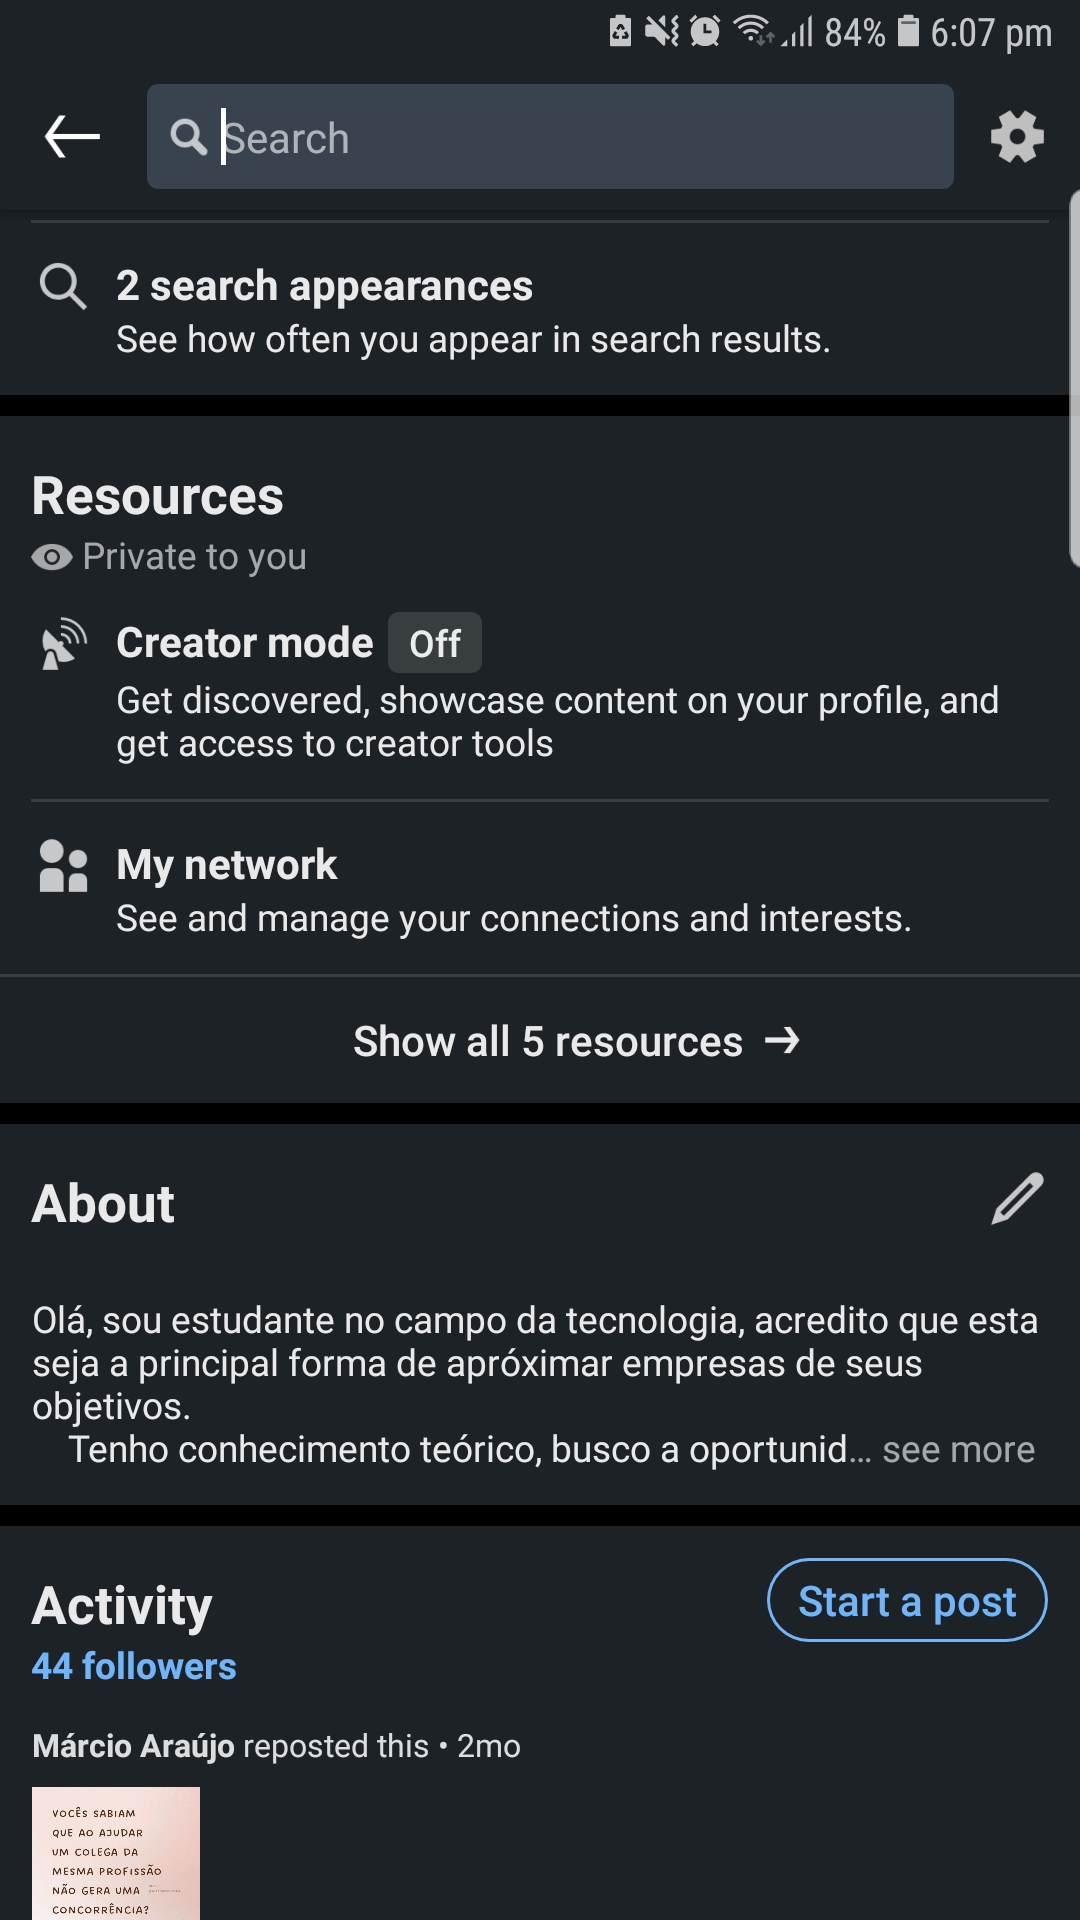 84% 6:07 pm
Search
2 search appearances
See how often you appear in search results.
Resources
Private to you
Creator mode Off
Get discovered, showcase content on your profile, and
get access to creator tools
My network
See and manage your connections and interests.
Show all 5 resources →
About
Olá, sou estudante no campo da tecnologia, acredito que esta
seja a principal forma de apróximar empresas de seus
objetivos.
Tenho conhecimento teórico, busco a oportunid… see more
Activity
Start a post
44 followers
Márcio Araújo reposted this • 2mo
VOCÊS SABIAM
QUE AO AJUDAR
UM COLEGA DA
MESMA PROFISSÃO
NÃO GERA UMA
CONCORRÊNCIA?